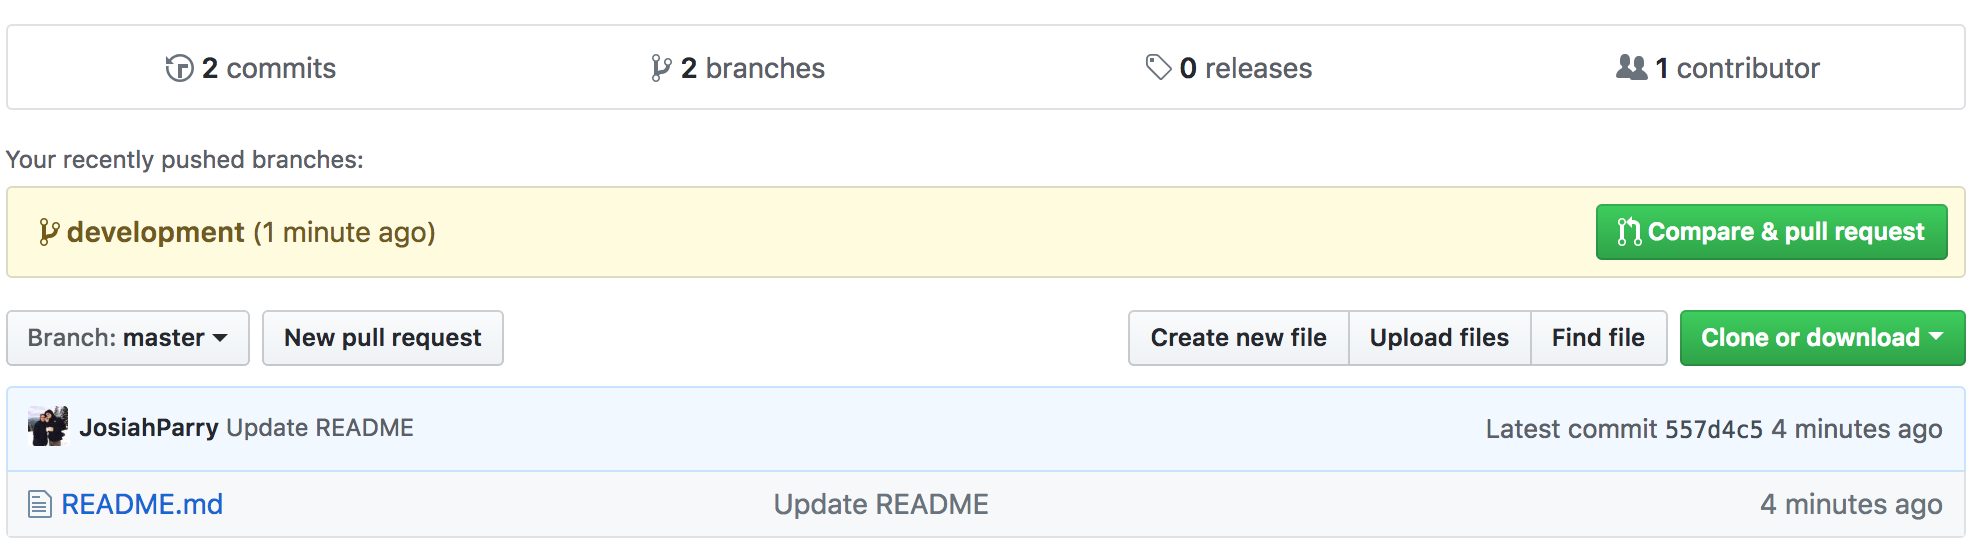 2 commits 2 branches 0 releases 1 contributor
Your recently pushed branches:
development (1 minute ago) Compare & pull request
Branch: master New pull request Create new file Upload files Find file Clone or download
JosiahParry Update README Latest commit 557d4c5 4 minutes ago
README.md Update README 4 minutes ago